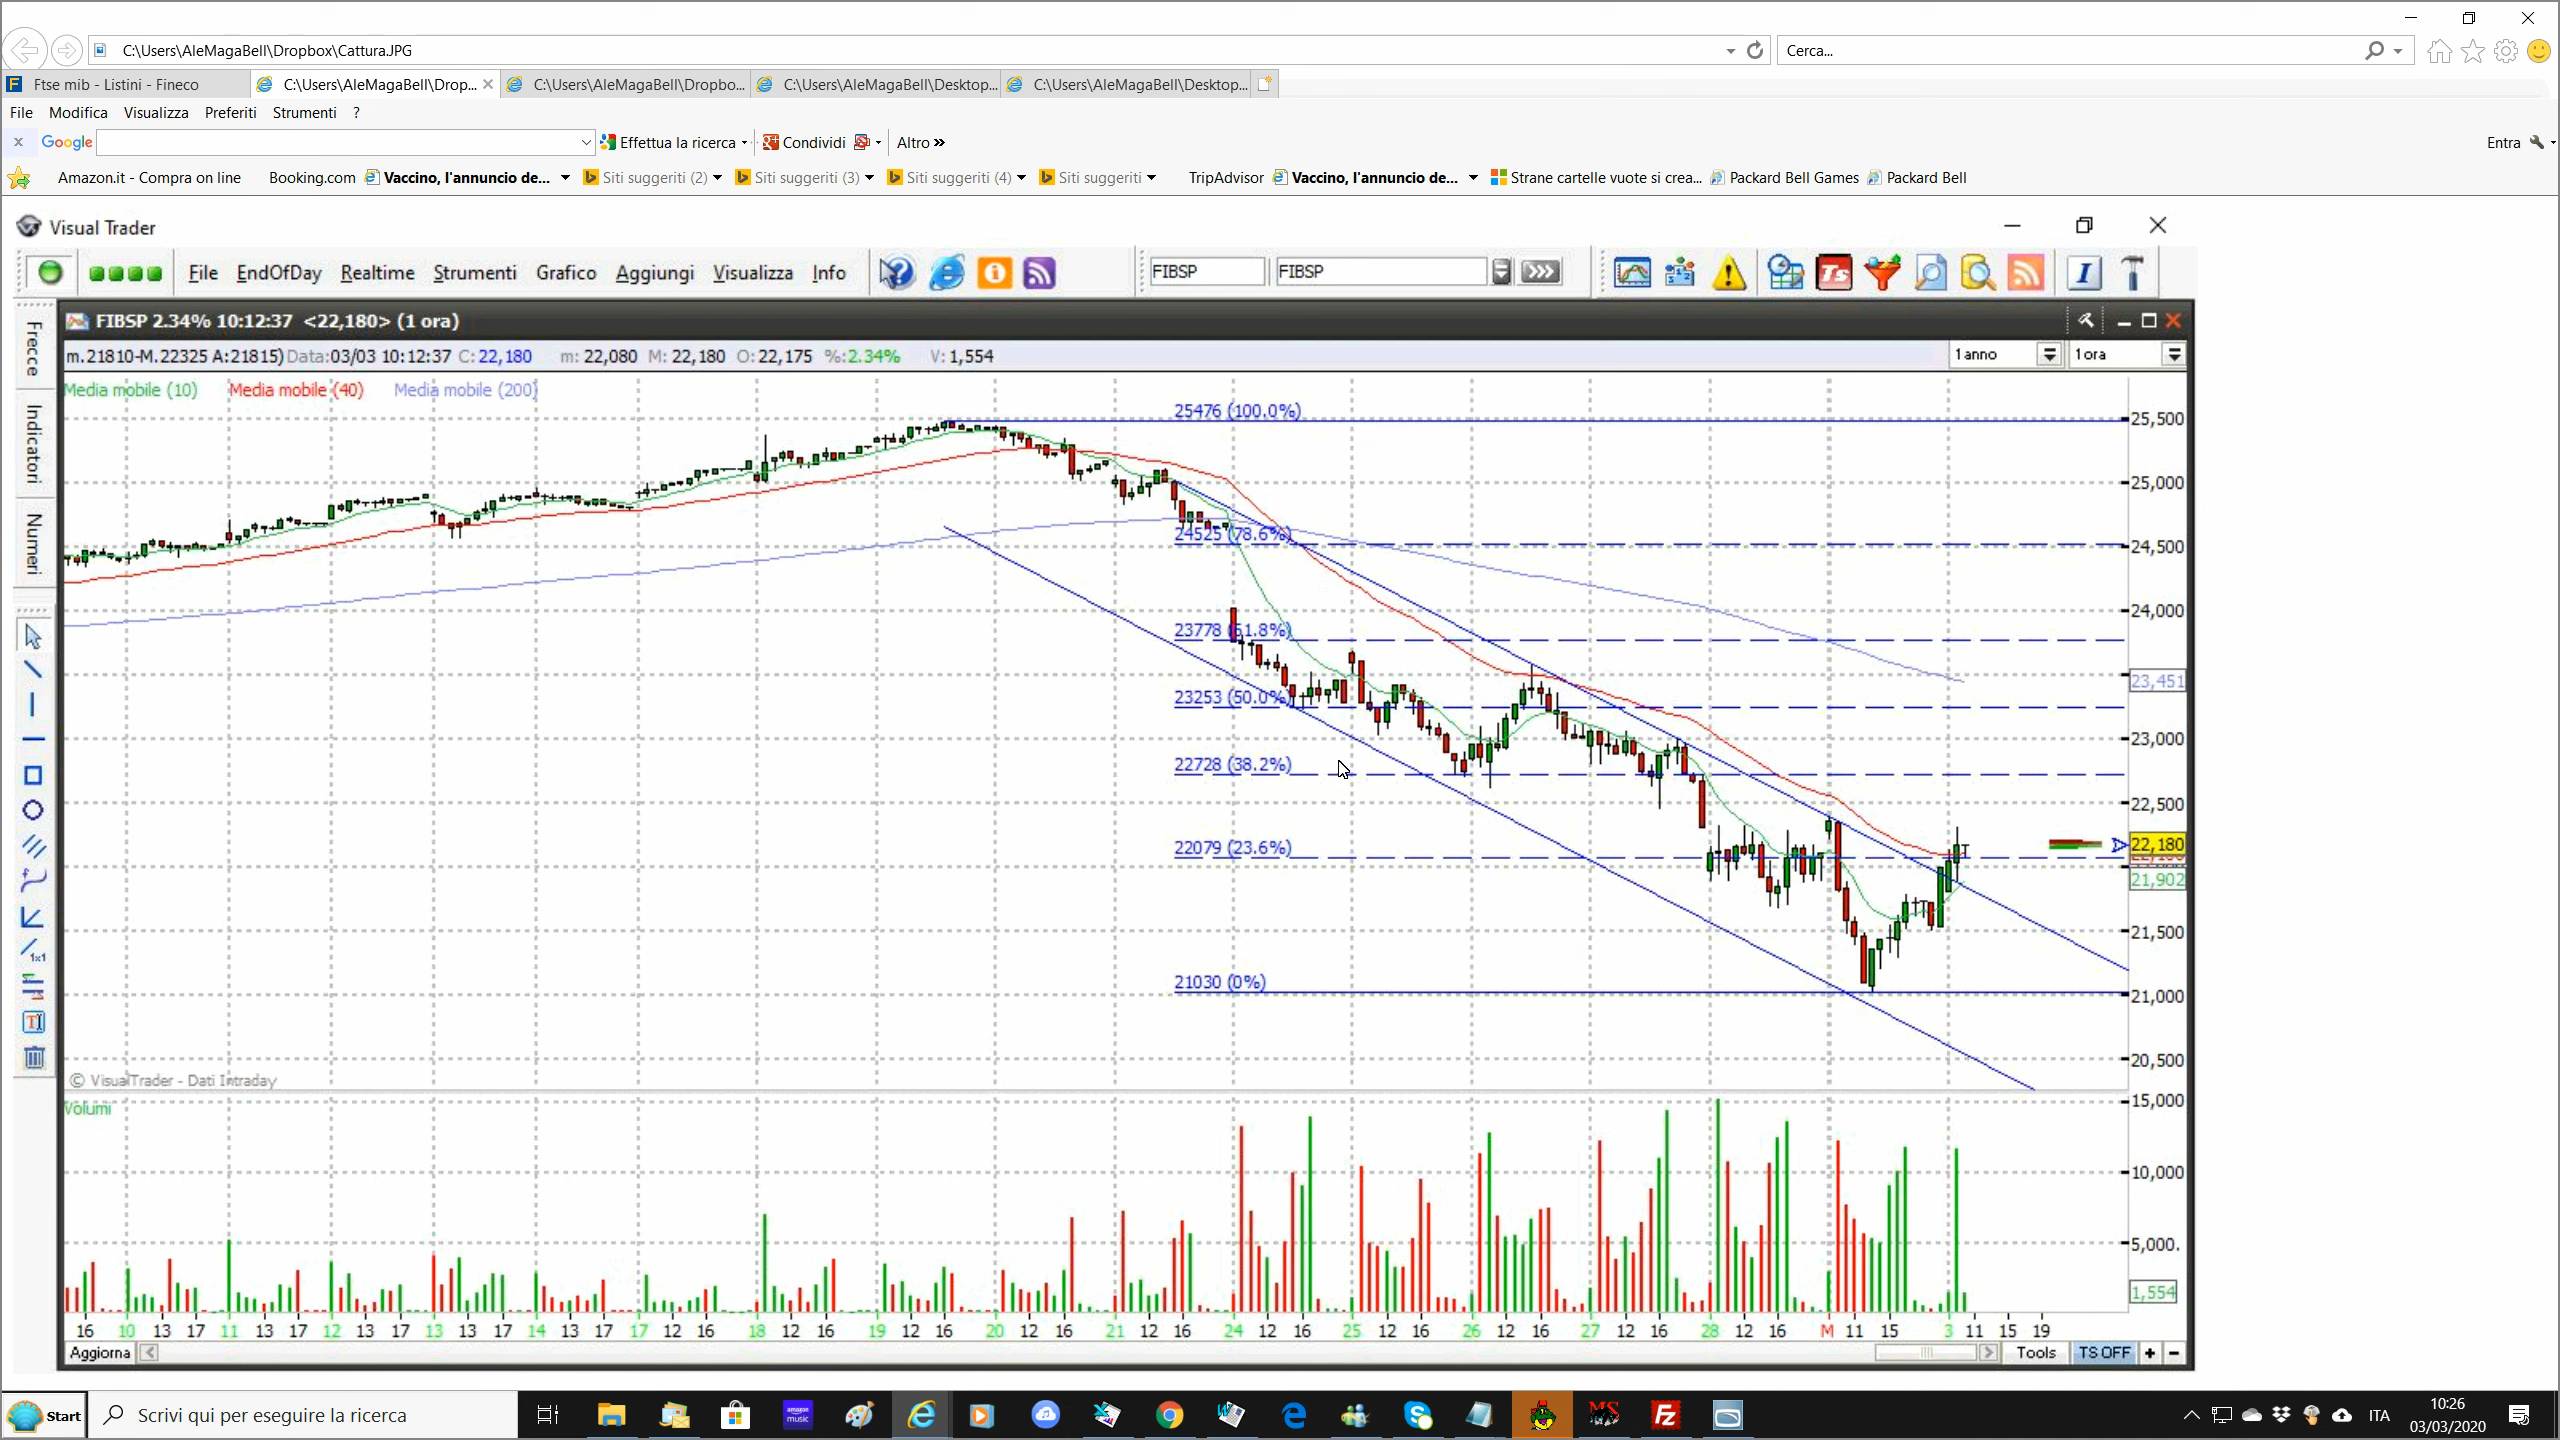 C:\Users\AleMagaBell\Dropbox\Cattura.JPG
Cerca...
Ftse mib - Listini - Fineco
C:\Users\AleMagaBell\Drop...
C:\Users\AleMagaBell\Dropbo...
C:\Users\AleMagaBell\Desktop...
C:\Users\AleMagaBell\Desktop...
File Modifica Visualizza Preferiti Strumenti ?
x Google Effettua la ricerca Condividi Altro » Entra
Amazon.it - Compra on line Booking.com Vaccino, l'annuncio de... Siti suggeriti (2) Siti suggeriti (3) Siti suggeriti (4) Siti suggeriti TripAdvisor Vaccino, l'annuncio de... Strane cartelle vuote si crea... Packard Bell Games Packard Bell
Visual Trader
File EndOfDay Realtime Strumenti Grafico Aggiungi Visualizza Info FIBSP FIBSP
FIBSP 2.34% 10:12:37 <22,180> (1 ora)
m.21810-M.22325 A:21815) Data:03/03 10:12:37 C: 22,180 m: 22,080 M: 22,180 O: 22,175 %:2.34% V: 1,554 1 anno 1 ora
Media mobile (10) Media mobile (40) Media mobile (200)
Frecce
Indicatori
Numeri
25476 (100.0%)
24525 (78.6%)
23778 (61.8%)
23253 (50.0%)
22728 (38.2%)
22079 (23.6%)
21030 (0%)
25,500
25,000
24,500
24,000
23,451
23,000
22,500
22,180
21,902
21,500
21,000
20,500
© VisualTrader - Dati Intraday
Volumi
15,000
10,000
5,000.
1,554
16 10 13 17 11 13 17 12 13 17 13 13 17 14 13 17 17 12 16 18 12 16 19 12 16 20 12 16 21 12 16 24 12 16 25 12 16 26 12 16 27 12 16 28 12 16 M 11 15 3 11 15 19
Aggiorna Tools TS OFF + -
Start Scrivi qui per eseguire la ricerca ITA
10:26
03/03/2020